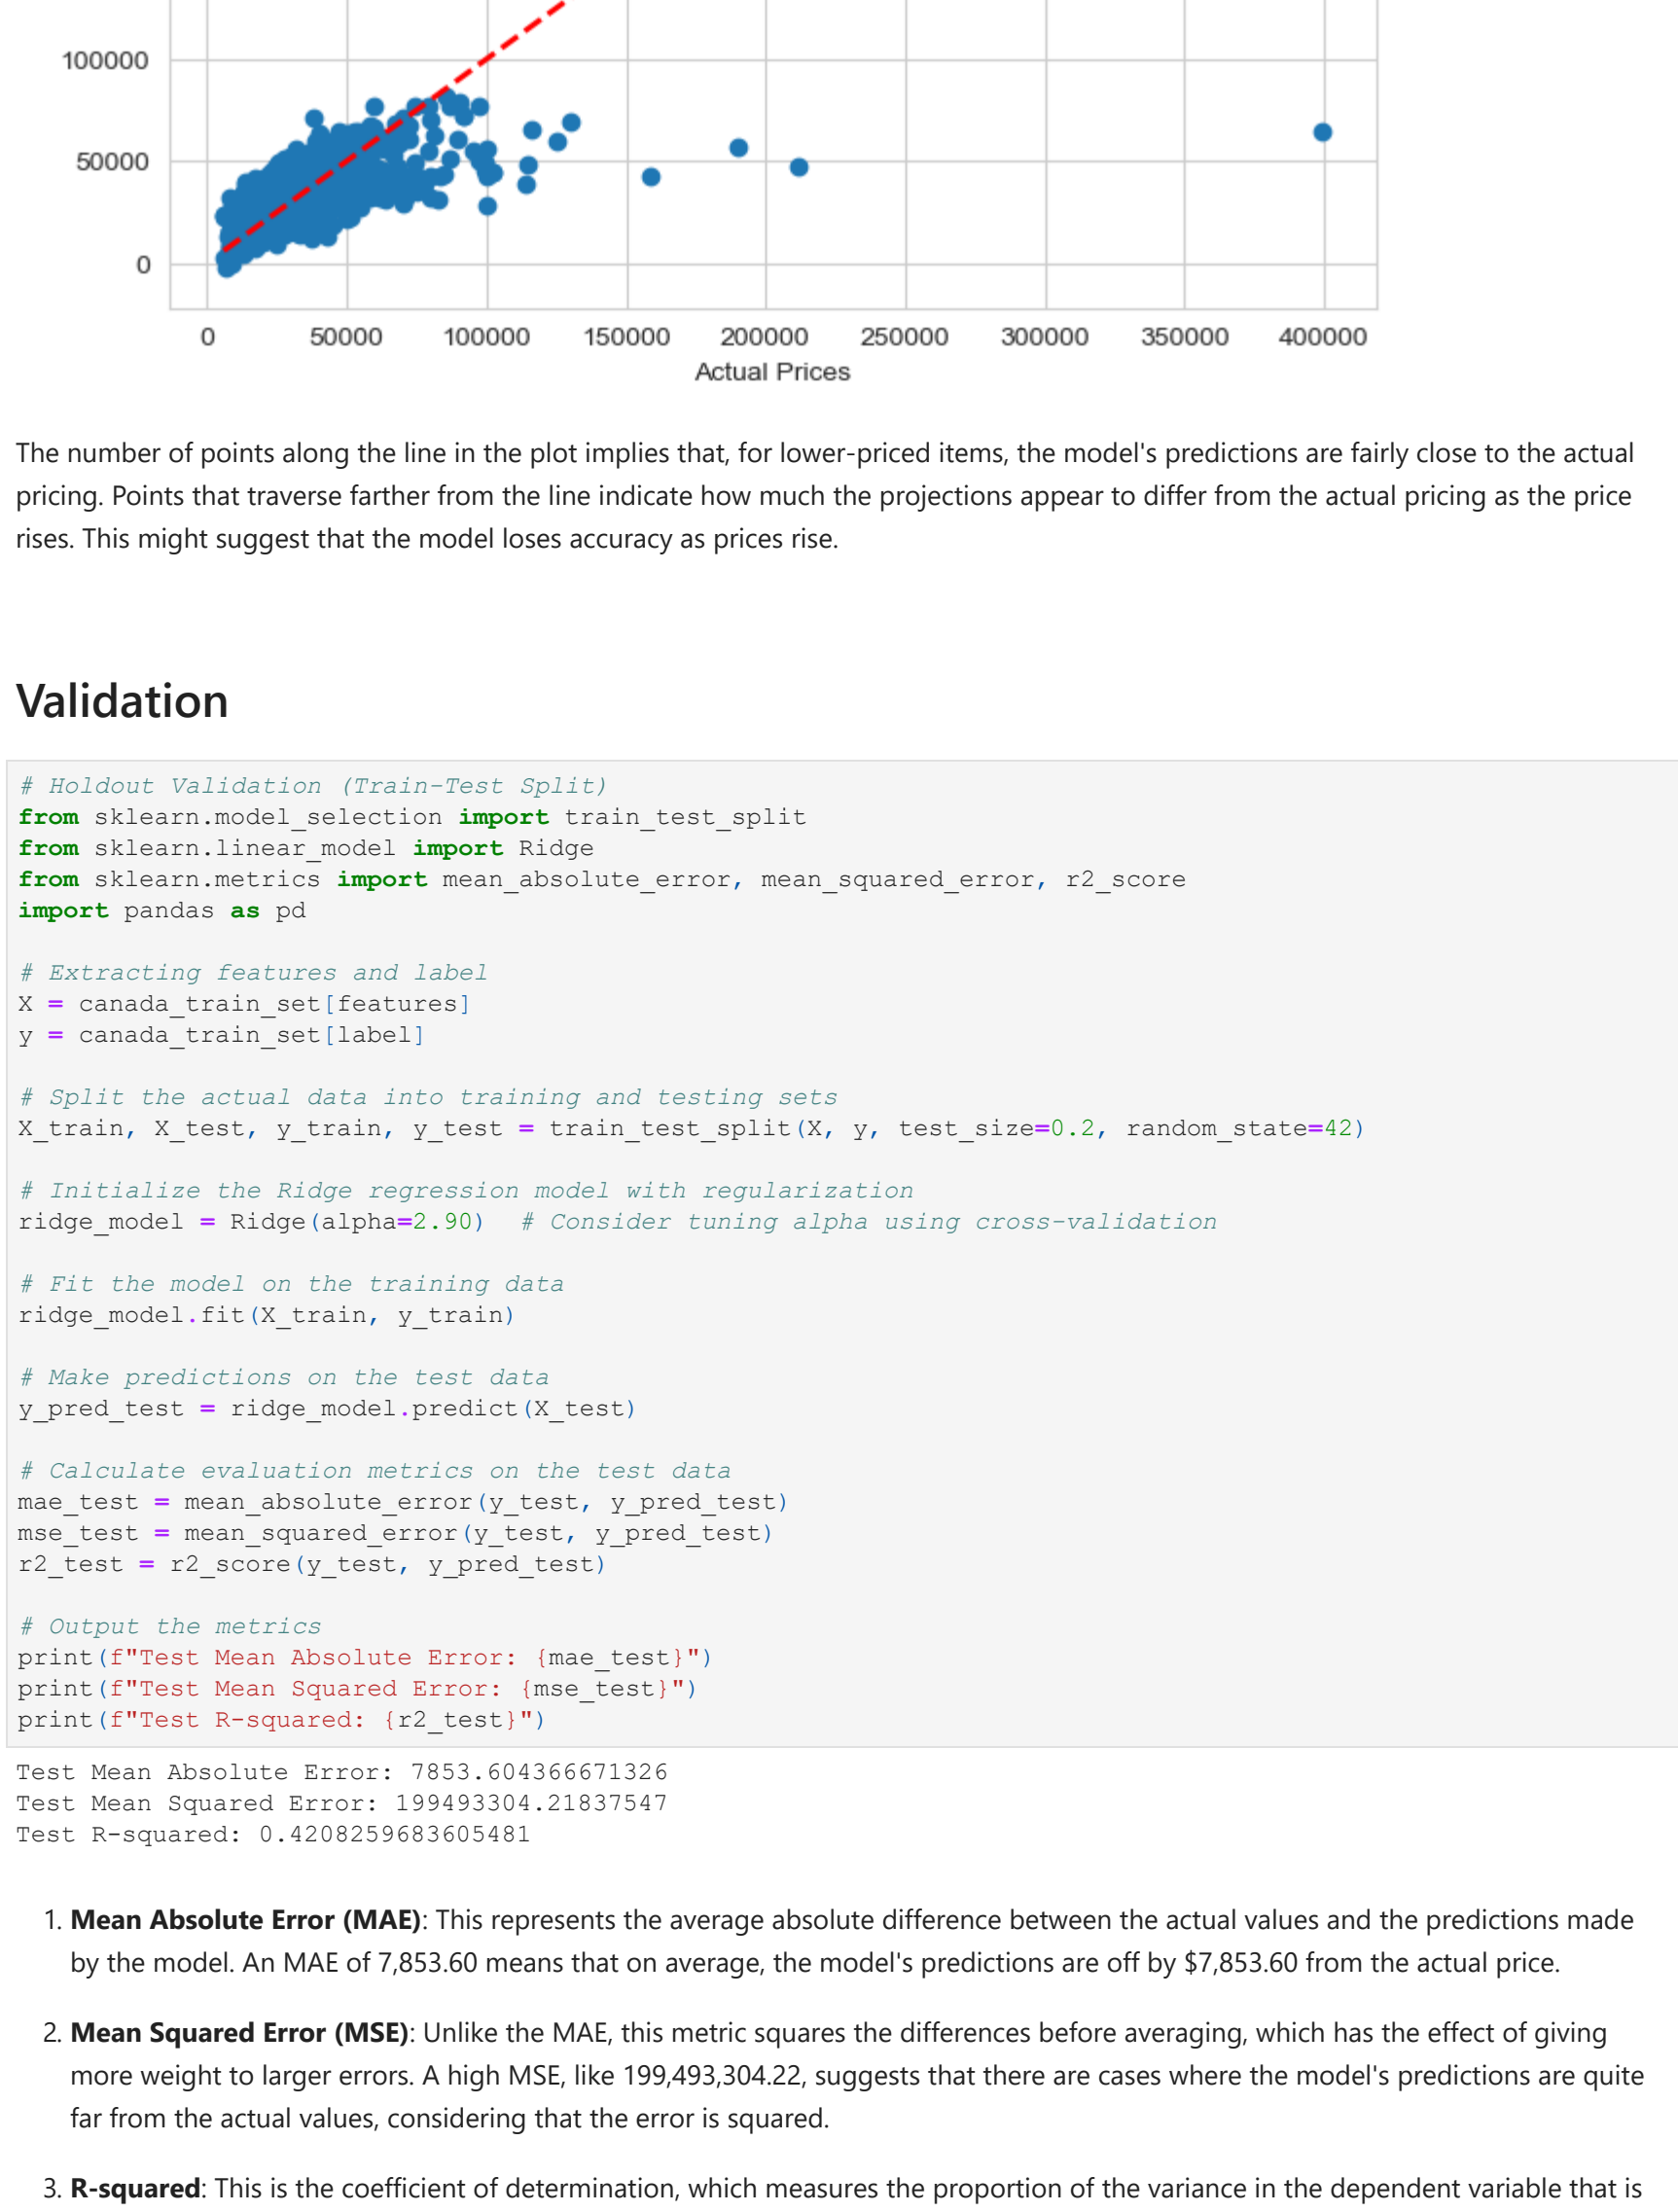 100000
50000
0
0 50000 100000 150000 200000 250000 300000 350000 400000
Actual Prices
The number of points along the line in the plot implies that, for lower-priced items, the model's predictions are fairly close to the actual
pricing. Points that traverse farther from the line indicate how much the projections appear to differ from the actual pricing as the price
rises. This might suggest that the model loses accuracy as prices rise.
Validation
# Holdout Validation (Train-Test Split)
from sklearn.model_selection import train_test_split
from sklearn.linear_model import Ridge
from sklearn.metrics import mean_absolute_error, mean_squared_error, r2_score
import pandas as pd
# Extracting features and label
X = canada_train_set[features]
y = canada_train_set[label]
# Split the actual data into training and testing sets
X_train, X_test, y_train, y_test = train_test_split(X, y, test_size=0.2, random_state=42)
# Initialize the Ridge regression model with regularization
ridge_model = Ridge(alpha=2.90)  # Consider tuning alpha using cross-validation
# Fit the model on the training data
ridge_model.fit(X_train, y_train)
# Make predictions on the test data
y_pred_test = ridge_model.predict(X_test)
# Calculate evaluation metrics on the test data
mae_test = mean_absolute_error(y_test, y_pred_test)
mse_test = mean_squared_error(y_test, y_pred_test)
r2_test = r2_score(y_test, y_pred_test)
# Output the metrics
print(f"Test Mean Absolute Error: {mae_test}")
print(f"Test Mean Squared Error: {mse_test}")
print(f"Test R-squared: {r2_test}")
Test Mean Absolute Error: 7853.604366671326
Test Mean Squared Error: 199493304.21837547
Test R-squared: 0.4208259683605481
1. Mean Absolute Error (MAE): This represents the average absolute difference between the actual values and the predictions made
by the model. An MAE of 7,853.60 means that on average, the model's predictions are off by $7,853.60 from the actual price.
2. Mean Squared Error (MSE): Unlike the MAE, this metric squares the differences before averaging, which has the effect of giving
more weight to larger errors. A high MSE, like 199,493,304.22, suggests that there are cases where the model's predictions are quite
far from the actual values, considering that the error is squared.
3. R-squared: This is the coefficient of determination, which measures the proportion of the variance in the dependent variable that is